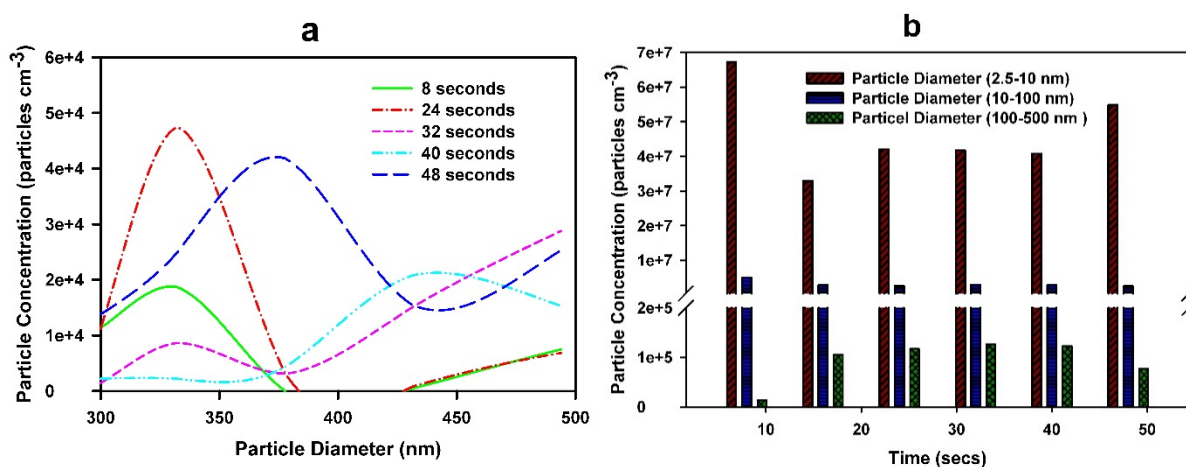 a
Particle Concentration (particles cm-3)
6e+4
5e+4
4e+4
3e+4
2e+4
1e+4
0
8 seconds
24 seconds
32 seconds
40 seconds
48 seconds
300
350
400
450
500
Particle Diameter (nm)
b
Particle Concentration (particles cm-3)
7e+7
6e+7
5e+7
4e+7
3e+7
2e+7
1e+7
2e+5
1e+5
0
Particle Diameter (2.5-10 nm)
Particle Diameter (10-100 nm)
Particel Diameter (100-500 nm )
10
20
30
40
50
Time (secs)